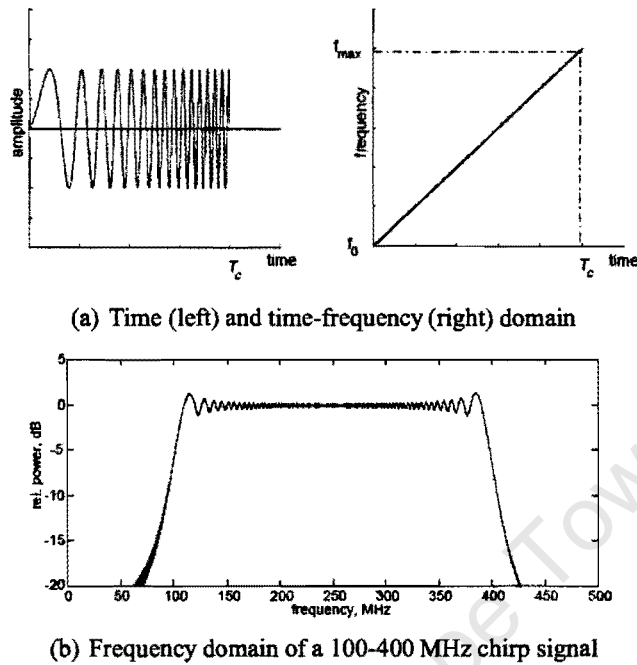 amplitude
T_c
time
f_max
frequency
f_0
T_c
time
(a) Time (left) and time-frequency (right) domain
5
0
-5
-10
-15
-20
rel. power, dB
0 50 100 150 200 250 300 350 400 450 500
frequency, MHz
(b) Frequency domain of a 100-400 MHz chirp signal
pe Tow